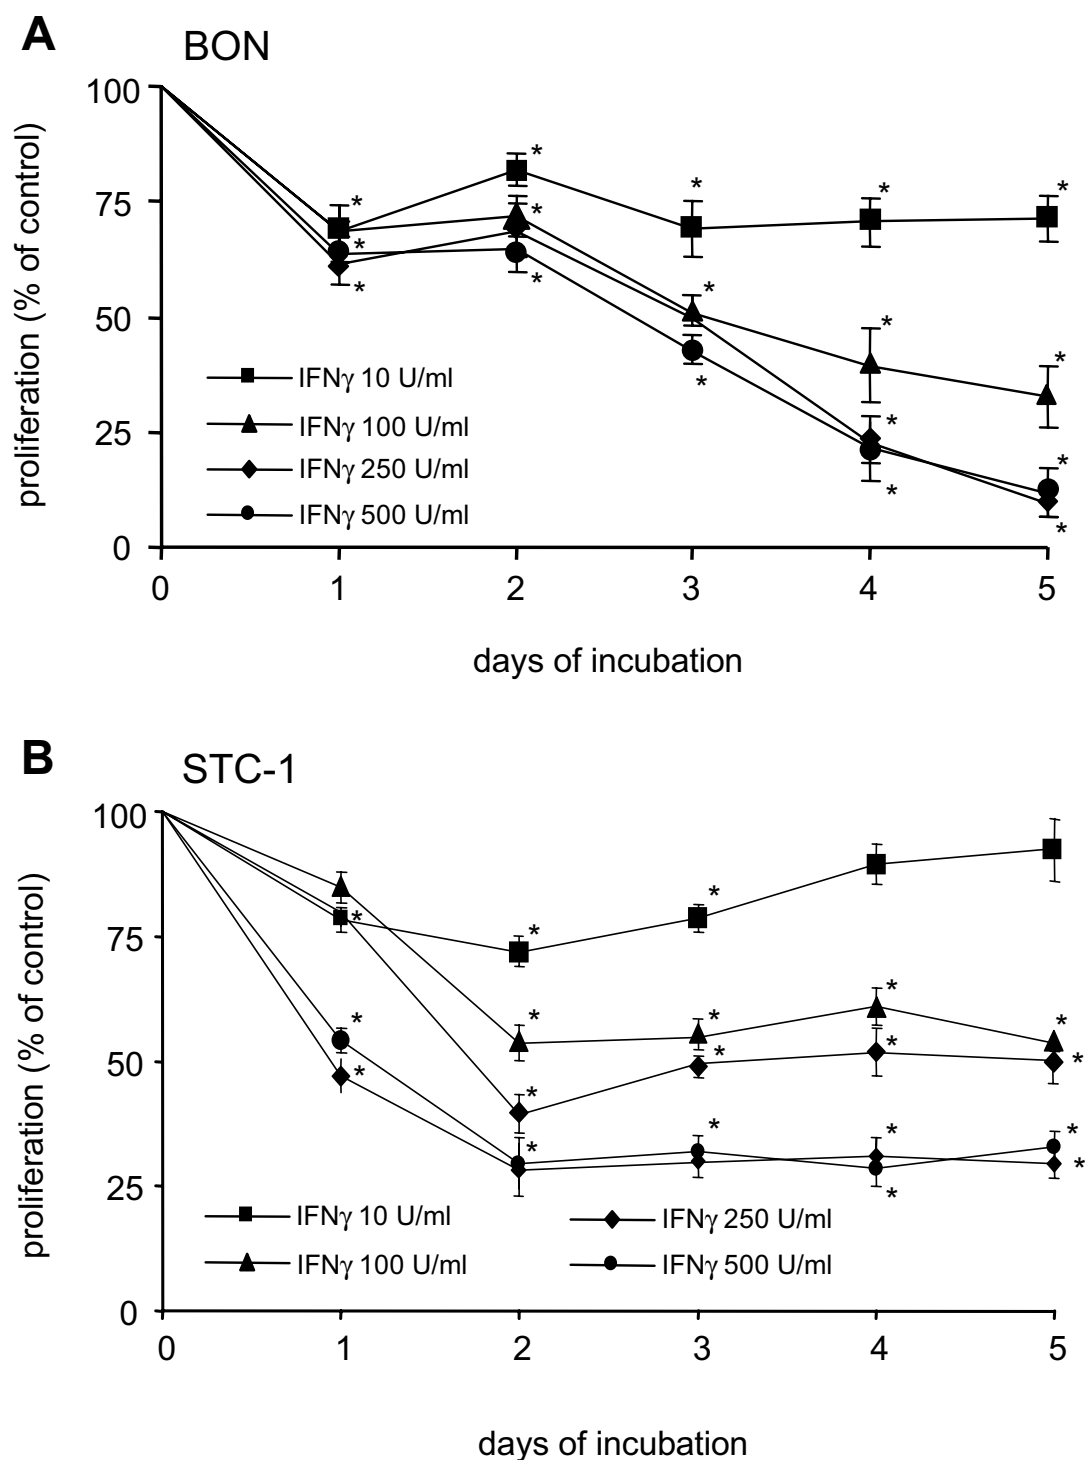 A
BON
100
75
50
25
0
proliferation (% of control)
IFNγ 10 U/ml
IFNγ 100 U/ml
IFNγ 250 U/ml
IFNγ 500 U/ml
* * * * * * * * * * * * * * * *
0 1 2 3 4 5
days of incubation
B
STC-1
100
75
50
25
0
proliferation (% of control)
* * * * * * * * * * * * * * * * * *
IFNγ 10 U/ml IFNγ 250 U/ml
IFNγ 100 U/ml IFNγ 500 U/ml
0 1 2 3 4 5
days of incubation